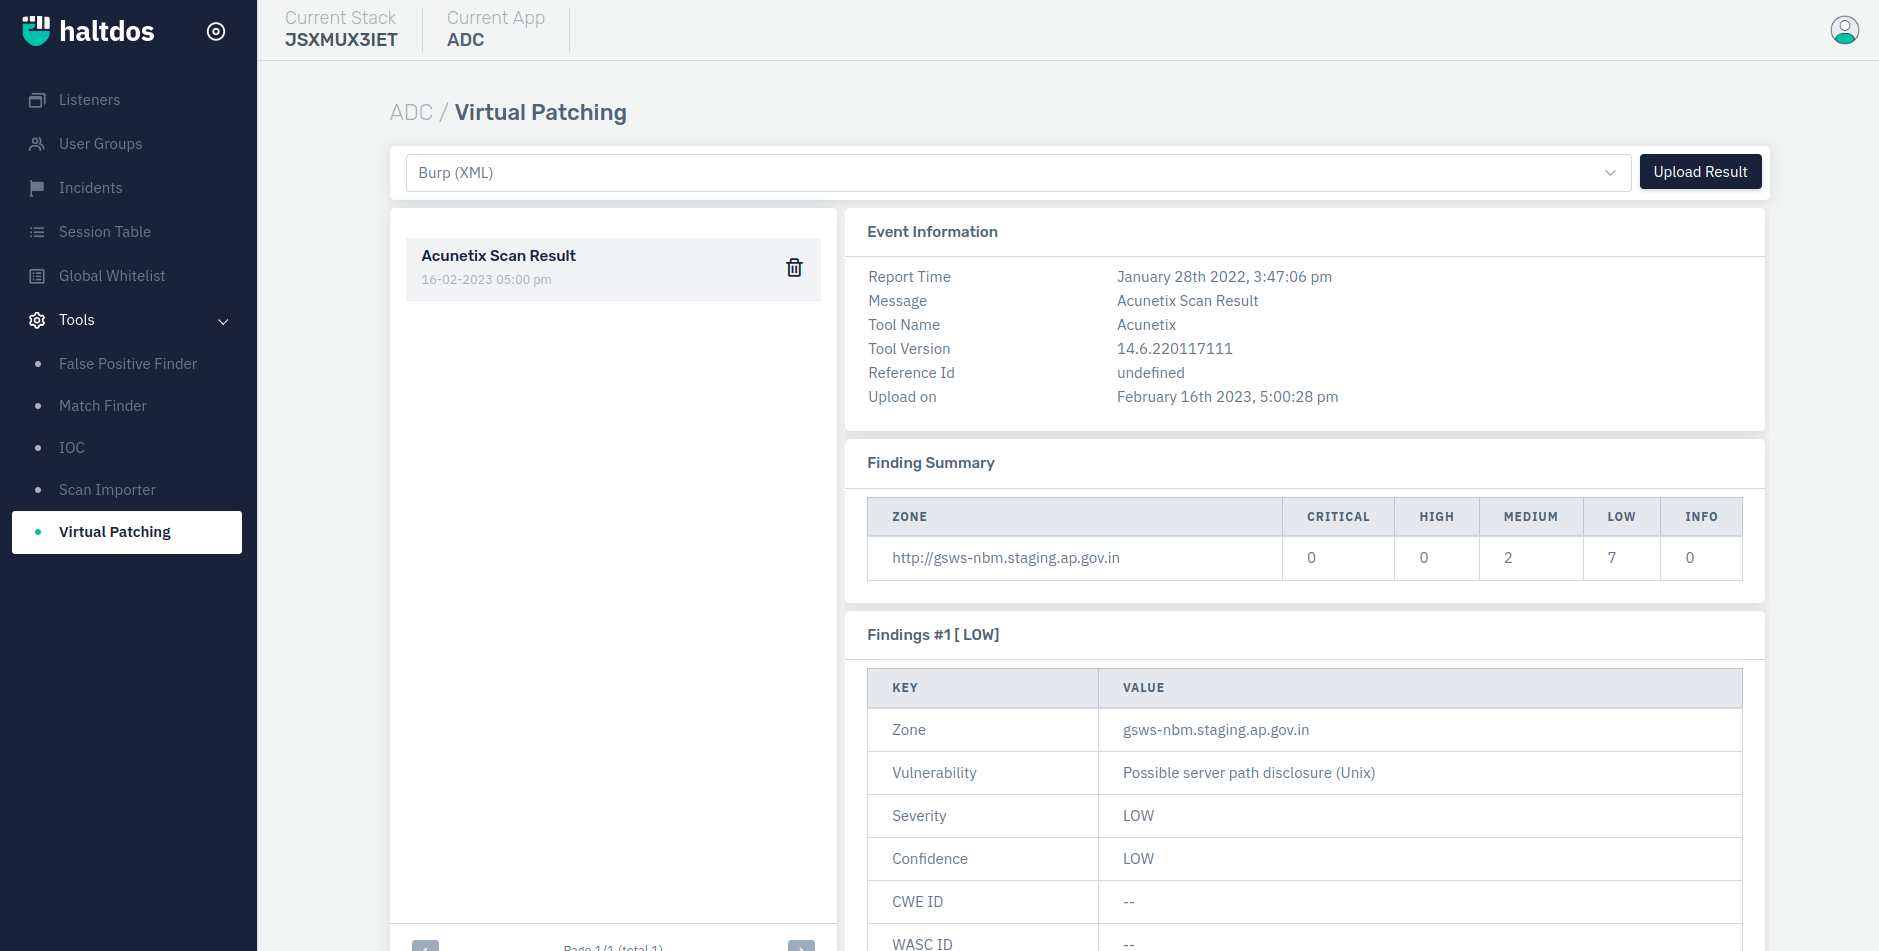 haltdos
Current Stack
JSXMUX3IET
Current App
ADC
Listeners
User Groups
Incidents
Session Table
Global Whitelist
Tools
False Positive Finder
Match Finder
IOC
Scan Importer
Virtual Patching
ADC / Virtual Patching
Burp (XML)
Upload Result
Acunetix Scan Result
16-02-2023 05:00 pm
Page 1/1 (total 1)
Event Information
Report Time January 28th 2022, 3:47:06 pm
Message Acunetix Scan Result
Tool Name Acunetix
Tool Version 14.6.220117111
Reference Id undefined
Upload on February 16th 2023, 5:00:28 pm
Finding Summary
ZONE CRITICAL HIGH MEDIUM LOW INFO
http://gsws-nbm.staging.ap.gov.in 0 0 2 7 0
Findings #1 [ LOW]
KEY VALUE
Zone gsws-nbm.staging.ap.gov.in
Vulnerability Possible server path disclosure (Unix)
Severity LOW
Confidence LOW
CWE ID --
WASC ID --